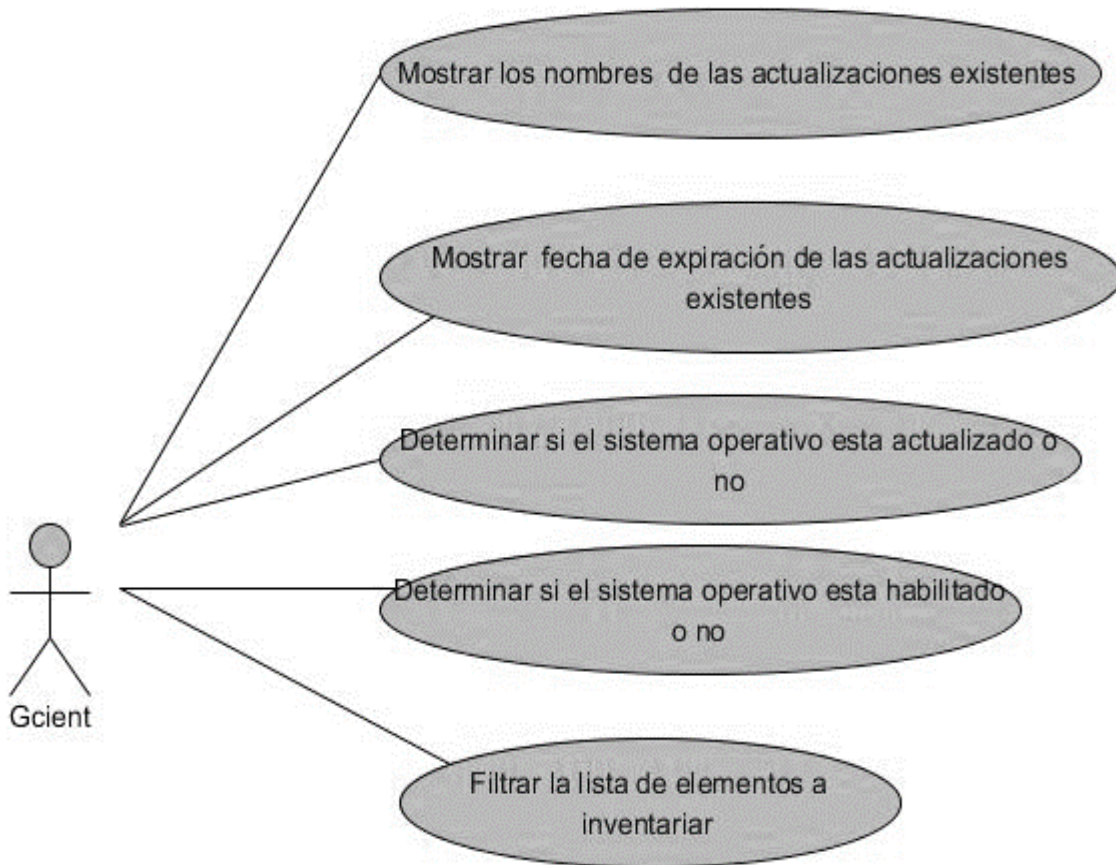 Mostrar los nombres de las actualizaciones existentes
Mostrar fecha de expiración de las actualizaciones
existentes
Determinar si el sistema operativo esta actualizado o
no
Determinar si el sistema operativo esta habilitado
o no
Gcient
Filtrar la lista de elementos a
inventariar